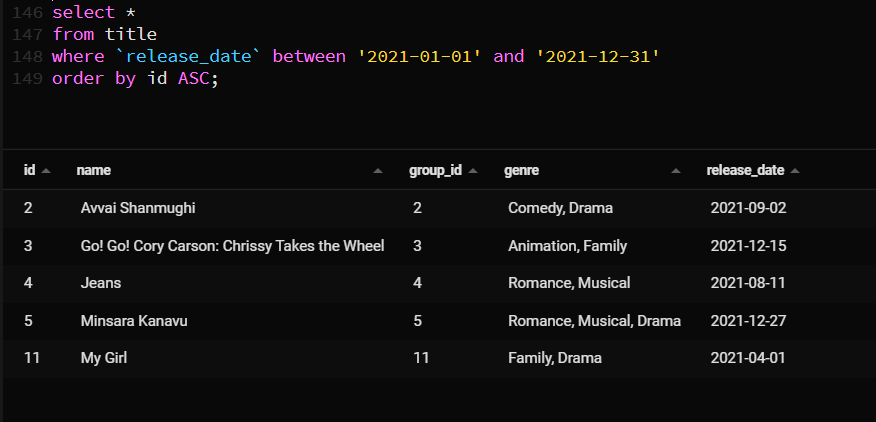 146 select *
147 from title
148 where `release_date` between '2021-01-01' and '2021-12-31'
149 order by id ASC;
id name group_id genre release_date
2 Avvai Shanmughi 2 Comedy, Drama 2021-09-02
3 Go! Go! Cory Carson: Chrissy Takes the Wheel 3 Animation, Family 2021-12-15
4 Jeans 4 Romance, Musical 2021-08-11
5 Minsara Kanavu 5 Romance, Musical, Drama 2021-12-27
11 My Girl 11 Family, Drama 2021-04-01